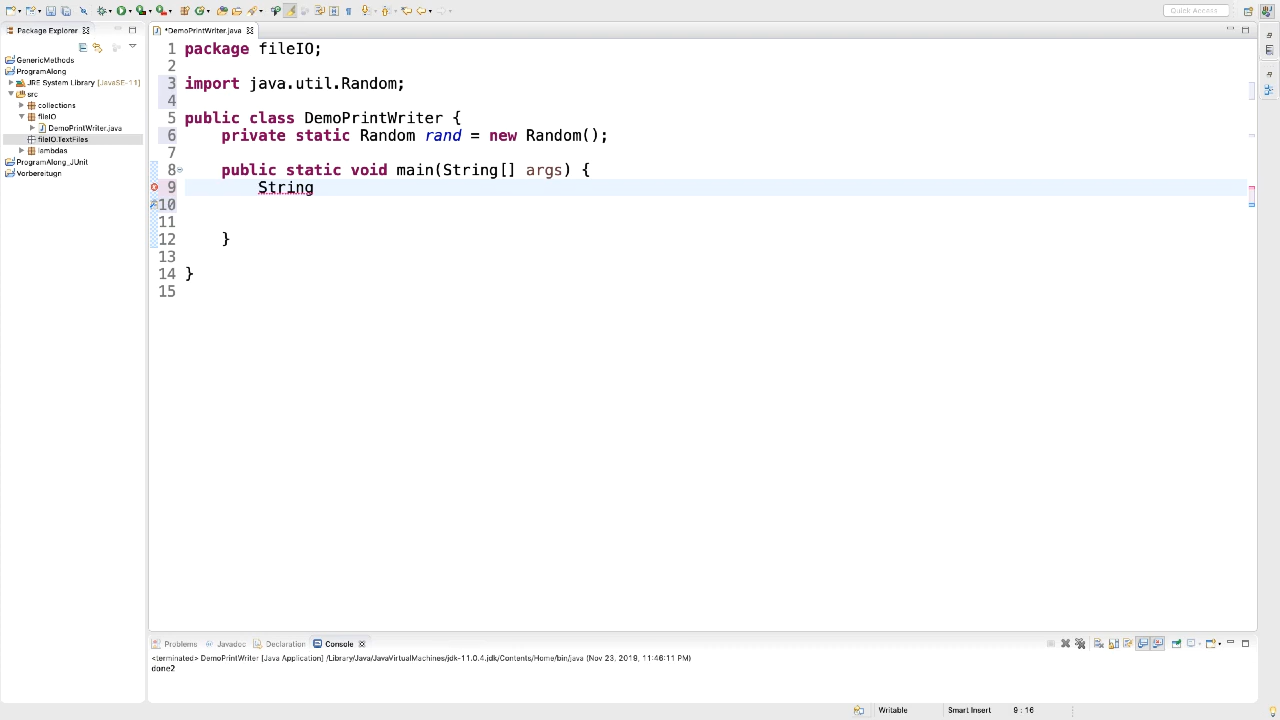 Quick Access
Package Explorer
*DemoPrintWriter.java
GenericMethods
ProgramAlong
JRE System Library [JavaSE-11]
src
collections
fileIO
DemoPrintWriter.java
fileIO.TextFiles
lambdas
ProgramAlong_JUnit
Vorbereitugn
1 package fileIO;
2
3 import java.util.Random;
4
5 public class DemoPrintWriter {
6 private static Random rand = new Random();
7
8 public static void main(String[] args) {
9 String
10
11
12 }
13
14 }
15
Problems Javadoc Declaration Console
<terminated> DemoPrintWriter [Java Application] /Library/Java/JavaVirtualMachines/jdk-11.0.4.jdk/Contents/Home/bin/java (Nov 23, 2019, 11:46:11 PM)
done2
Writable Smart Insert 9 : 16